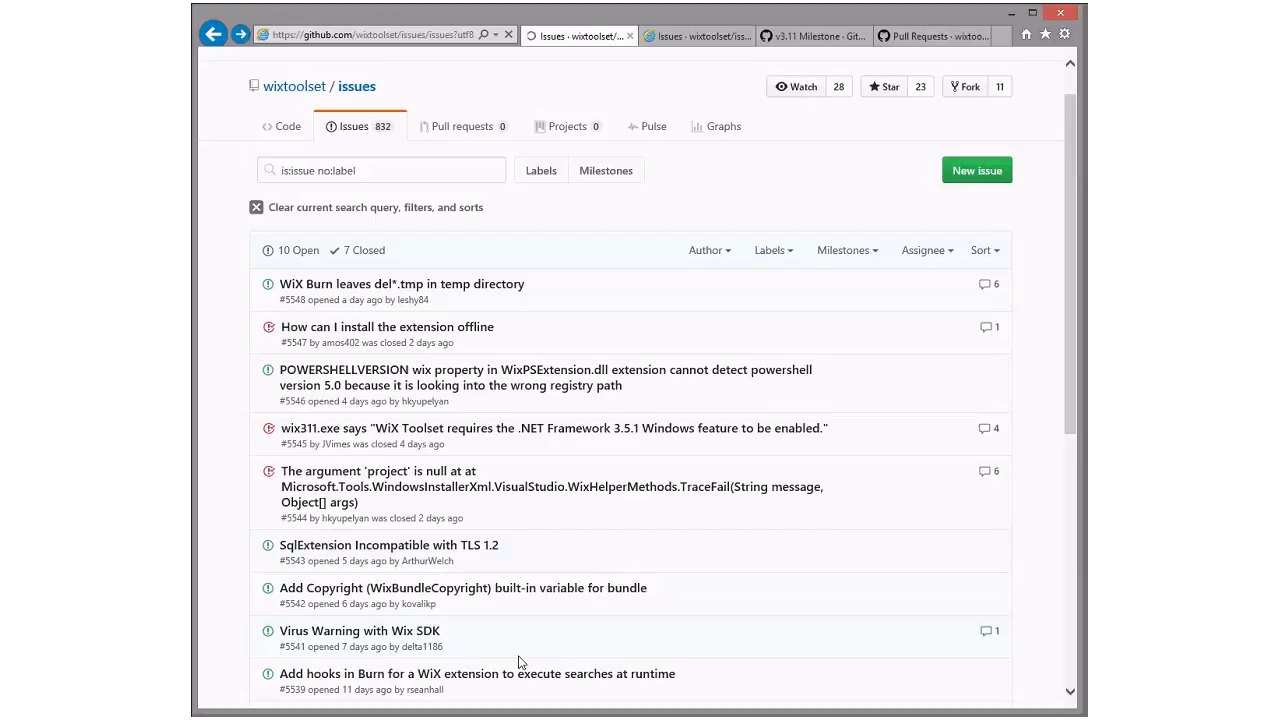 https://github.com/wixtoolset/issues/issues?utf8
Issues · wixtoolset/...
Issues - wixtoolset/iss...
v3.11 Milestone · Git...
Pull Requests · wixtoo...
wixtoolset / issues
Watch 28
Star 23
Fork 11
Code
Issues 832
Pull requests 0
Projects 0
Pulse
Graphs
is:issue no:label
Labels
Milestones
New issue
Clear current search query, filters, and sorts
10 Open
7 Closed
Author
Labels
Milestones
Assignee
Sort
WiX Burn leaves del*.tmp in temp directory
6
#5548 opened a day ago by leshy84
How can I install the extension offline
1
#5547 by amos402 was closed 2 days ago
POWERSHELLVERSION wix property in WixPSExtension.dll extension cannot detect powershell
version 5.0 because it is looking into the wrong registry path
#5546 opened 4 days ago by hkyupelyan
wix311.exe says "WiX Toolset requires the .NET Framework 3.5.1 Windows feature to be enabled."
4
#5545 by JVimes was closed 4 days ago
The argument 'project' is null at at
6
Microsoft.Tools.WindowsInstallerXml.VisualStudio.WixHelperMethods.TraceFail(String message,
Object[] args)
#5544 by hkyupelyan was closed 2 days ago
SqlExtension Incompatible with TLS 1.2
#5543 opened 5 days ago by ArthurWelch
Add Copyright (WixBundleCopyright) built-in variable for bundle
#5542 opened 6 days ago by kovalikp
Virus Warning with Wix SDK
1
#5541 opened 7 days ago by delta1186
Add hooks in Burn for a WiX extension to execute searches at runtime
#5539 opened 11 days ago by rseanhall